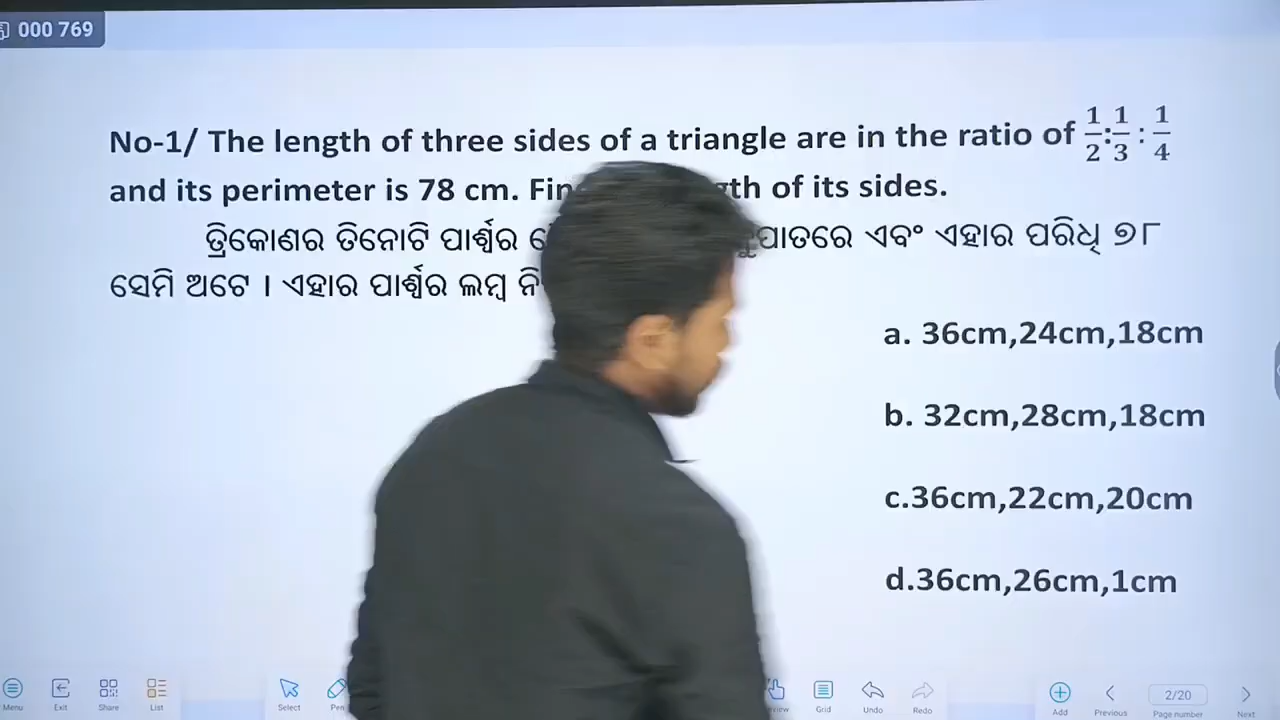 000 769
No-1/ The length of three sides of a triangle are in the ratio of 1/2:1/3 : 1/4
and its perimeter is 78 cm. of its sides.
ତ୍ରିକୋଣର ତିନୋଟି ପାର୍ଶ୍ୱର ଏବଂ ଏହାର ପରିଧି ୭୮
ସେମି ଅଟେ । ଏହାର ପାର୍ଶ୍ୱର ଲମ୍ବ
a. 36cm,24cm,18cm
b. 32cm,28cm,18cm
c.36cm,22cm,20cm
d.36cm,26cm,1cm
Menu Exit Share List Select Pen Grid Undo Redo Add Previous 2/20 Page number Next